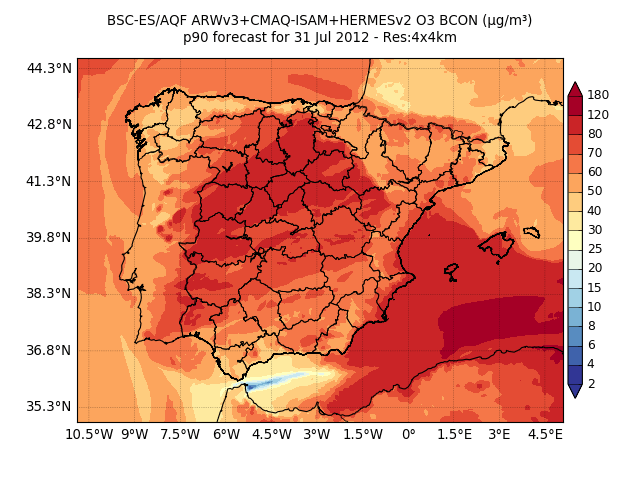 BSC-ES/AQF ARWv3+CMAQ-ISAM+HERMESv2 O3 BCON (µg/m³)
p90 forecast for 31 Jul 2012 - Res:4x4km
44.3°N
42.8°N
41.3°N
39.8°N
38.3°N
36.8°N
35.3°N
10.5°W 9°W 7.5°W 6°W 4.5°W 3°W 1.5°W 0° 1.5°E 3°E 4.5°E
180
120
80
70
60
50
40
30
25
20
15
10
8
6
4
2